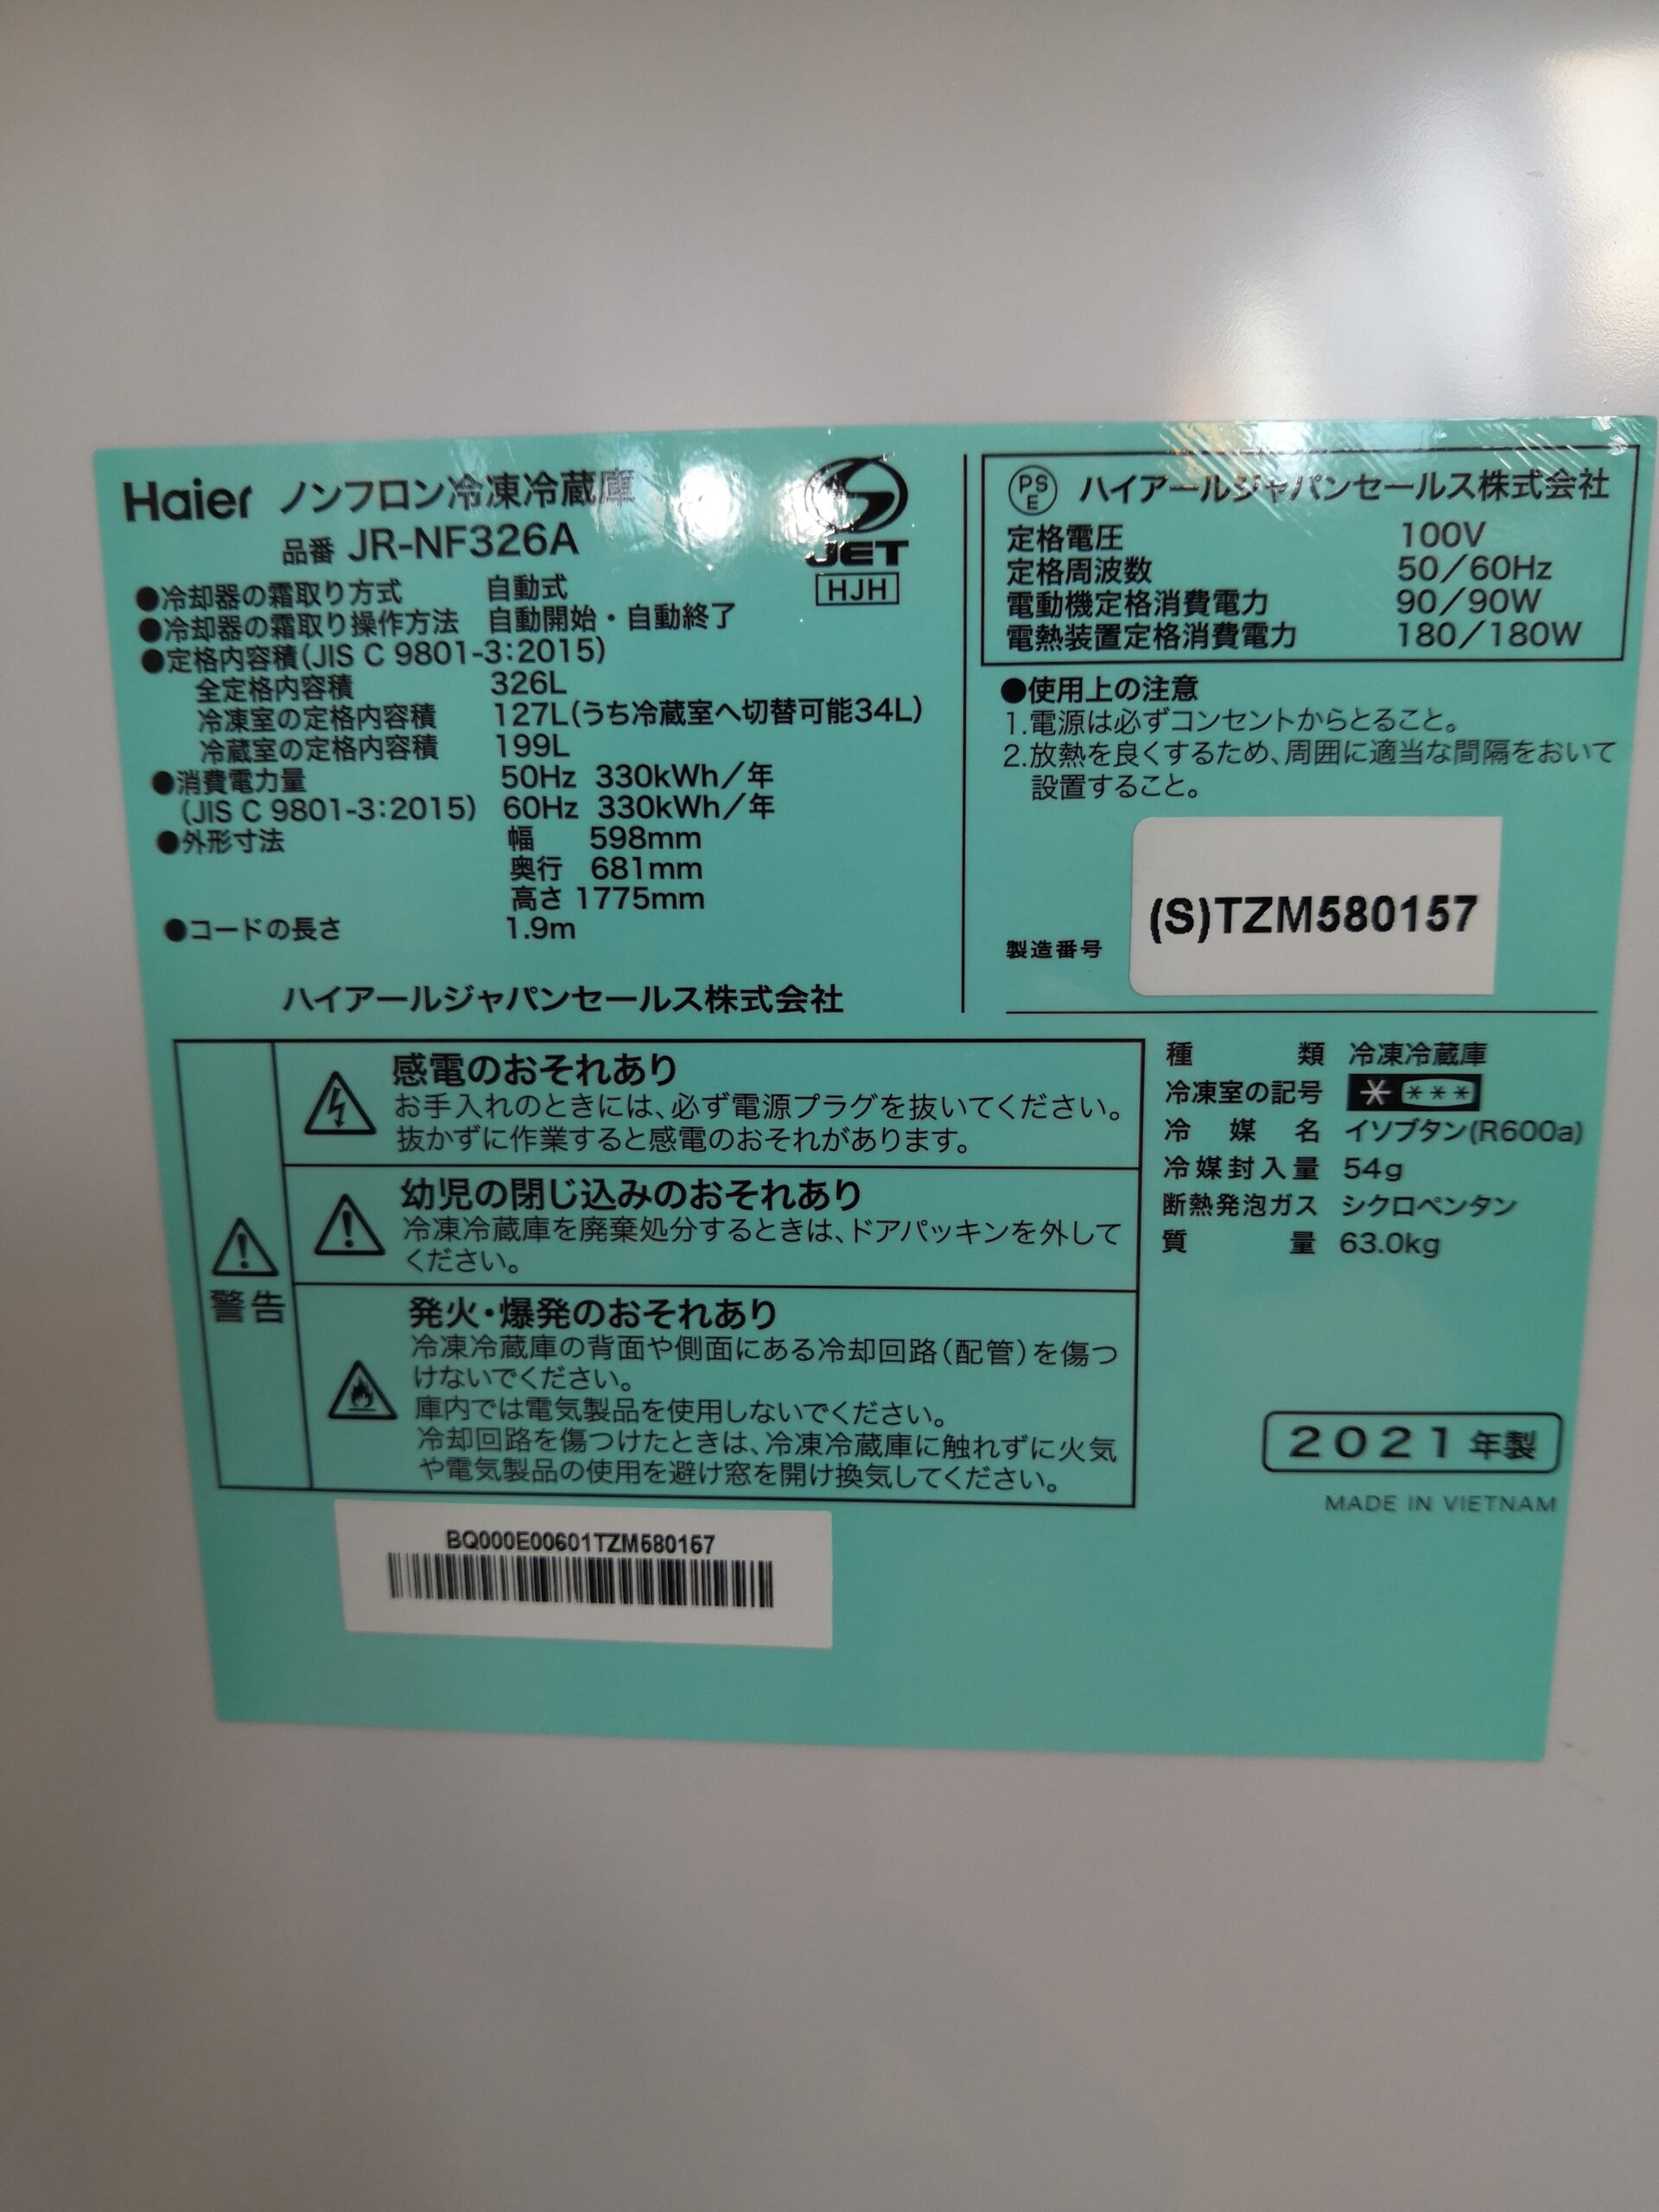 Haier ノンフロン冷凍冷蔵庫
品番 JR-NF326A
JET
HJH
●冷却器の霜取り方式 自動式
●冷却器の霜取り操作方法 自動開始・自動終了
●定格内容積(JIS C 9801-3:2015)
全定格内容積 326L
冷凍室の定格内容積 127L(うち冷蔵室へ切替可能34L)
冷蔵室の定格内容積 199L
●消費電力量 50Hz 330kWh/年
(JIS C 9801-3:2015) 60Hz 330kWh/年
●外形寸法 幅 598mm
奥行 681mm
高さ 1775mm
●コードの長さ 1.9m
ハイアールジャパンセールス株式会社
PS
E
ハイアールジャパンセールス株式会社
定格電圧 100V
定格周波数 50/60Hz
電動機定格消費電力 90/90W
電熱装置定格消費電力 180/180W
●使用上の注意
1.電源は必ずコンセントからとること。
2.放熱を良くするため、周囲に適当な間隔をおいて
設置すること。
製造番号 (S)TZM580157
警告
感電のおそれあり
お手入れのときには、必ず電源プラグを抜いてください。
抜かずに作業すると感電のおそれがあります。
幼児の閉じ込みのおそれあり
冷凍冷蔵庫を廃棄処分するときは、ドアパッキンを外して
ください。
発火・爆発のおそれあり
冷凍冷蔵庫の背面や側面にある冷却回路(配管)を傷つ
けないでください。
庫内では電気製品を使用しないでください。
冷却回路を傷つけたときは、冷凍冷蔵庫に触れずに火気
や電気製品の使用を避け窓を開け換気してください。
種類 冷凍冷蔵庫
冷凍室の記号 * ***
冷媒名 イソブタン(R600a)
冷媒封入量 54g
断熱発泡ガス シクロペンタン
質量 63.0kg
2021年製
MADE IN VIETNAM
BQ000E00601TZM580157